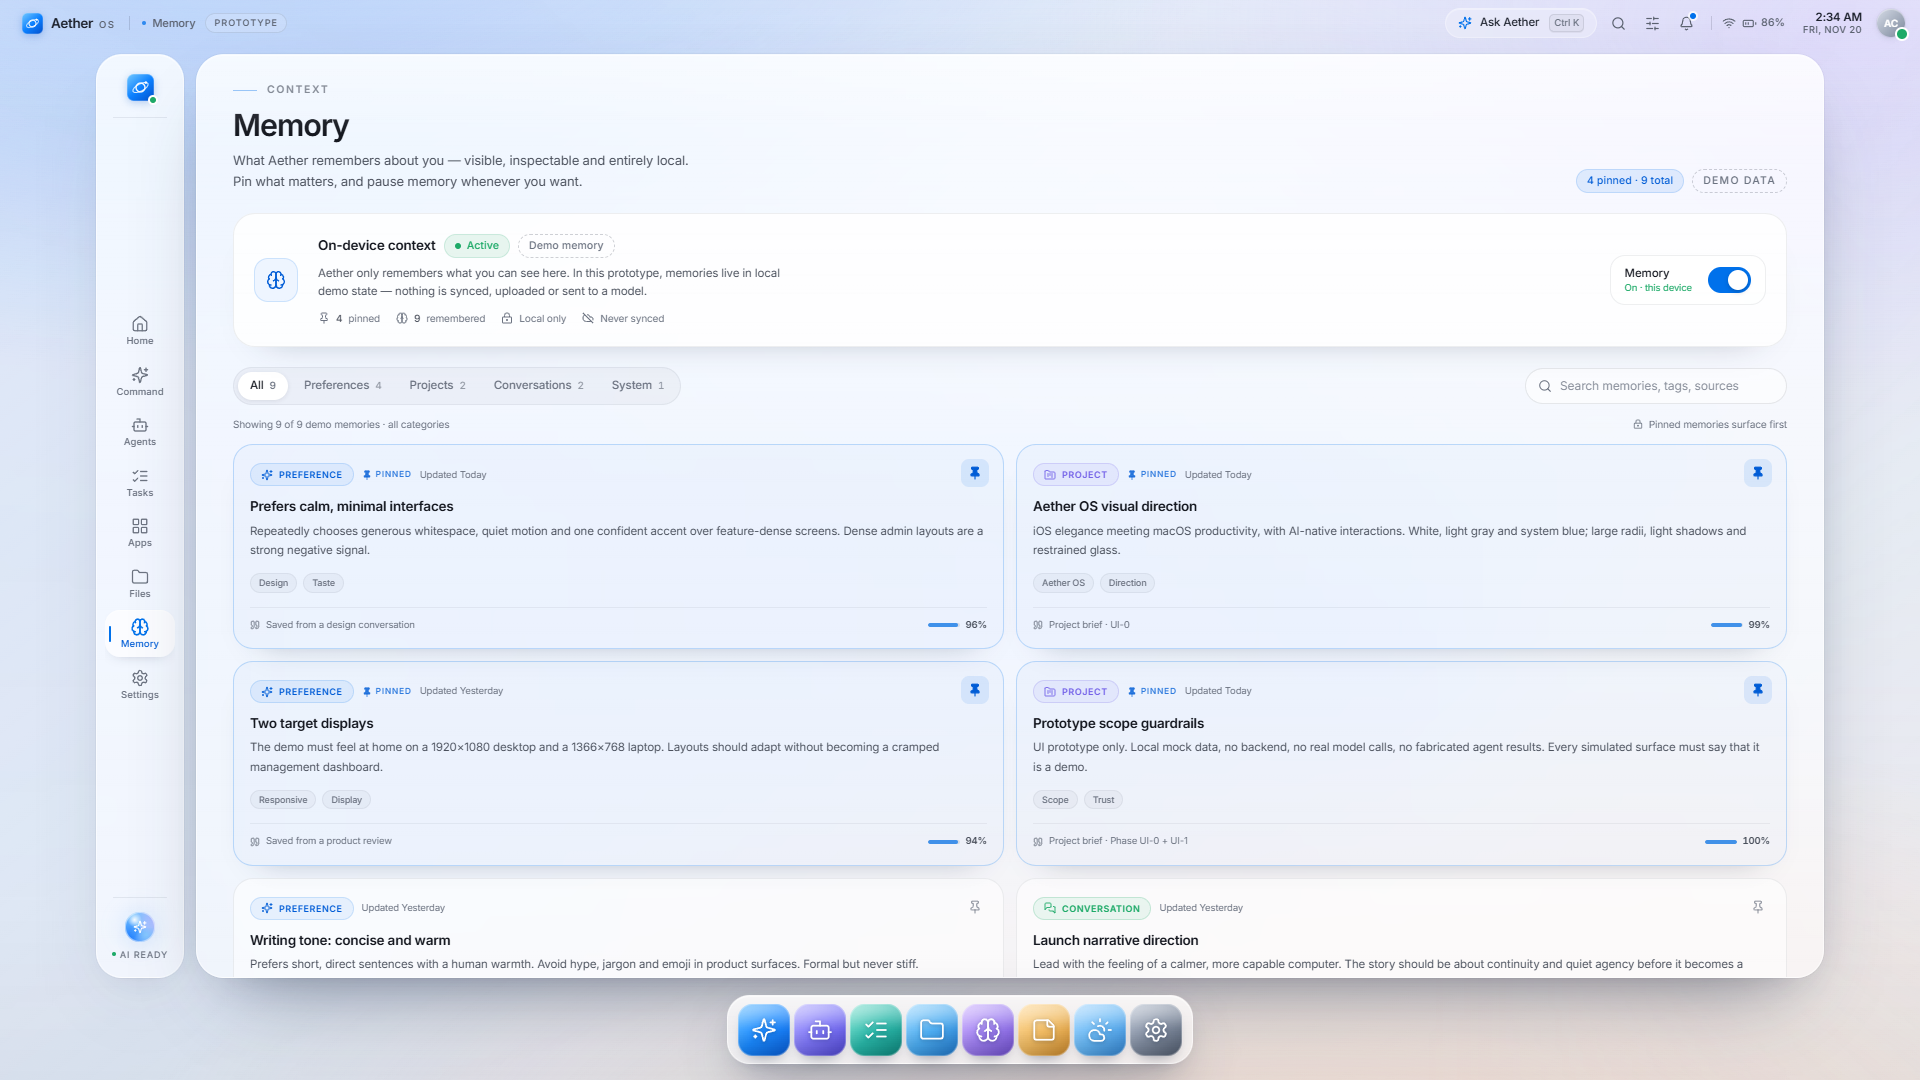 Aether OS
Memory
PROTOTYPE
Ask Aether Ctrl K
86%
2:34 AM
FRI, NOV 20
AC
Home
Command
Agents
Tasks
Apps
Files
Memory
Settings
AI READY
CONTEXT
Memory
What Aether remembers about you — visible, inspectable and entirely local.
Pin what matters, and pause memory whenever you want.
4 pinned · 9 total
DEMO DATA
On-device context Active Demo memory
Aether only remembers what you can see here. In this prototype, memories live in local
demo state — nothing is synced, uploaded or sent to a model.
4 pinned 9 remembered Local only Never synced
Memory
On · this device
All 9 Preferences 4 Projects 2 Conversations 2 System 1
Search memories, tags, sources
Showing 9 of 9 demo memories · all categories
Pinned memories surface first
PREFERENCE PINNED Updated Today
Prefers calm, minimal interfaces
Repeatedly chooses generous whitespace, quiet motion and one confident accent over feature-dense screens. Dense admin layouts are a
strong negative signal.
Design Taste
Saved from a design conversation 96%
PROJECT PINNED Updated Today
Aether OS visual direction
iOS elegance meeting macOS productivity, with AI-native interactions. White, light gray and system blue; large radii, light shadows and
restrained glass.
Aether OS Direction
Project brief · UI-0 99%
PREFERENCE PINNED Updated Yesterday
Two target displays
The demo must feel at home on a 1920×1080 desktop and a 1366×768 laptop. Layouts should adapt without becoming a cramped
management dashboard.
Responsive Display
Saved from a product review 94%
PROJECT PINNED Updated Today
Prototype scope guardrails
UI prototype only. Local mock data, no backend, no real model calls, no fabricated agent results. Every simulated surface must say that it
is a demo.
Scope Trust
Project brief · Phase UI-0 + UI-1 100%
PREFERENCE Updated Yesterday
Writing tone: concise and warm
Prefers short, direct sentences with a human warmth. Avoid hype, jargon and emoji in product surfaces. Formal but never stiff.
CONVERSATION Updated Yesterday
Launch narrative direction
Lead with the feeling of a calmer, more capable computer. The story should be about continuity and quiet agency before it becomes a